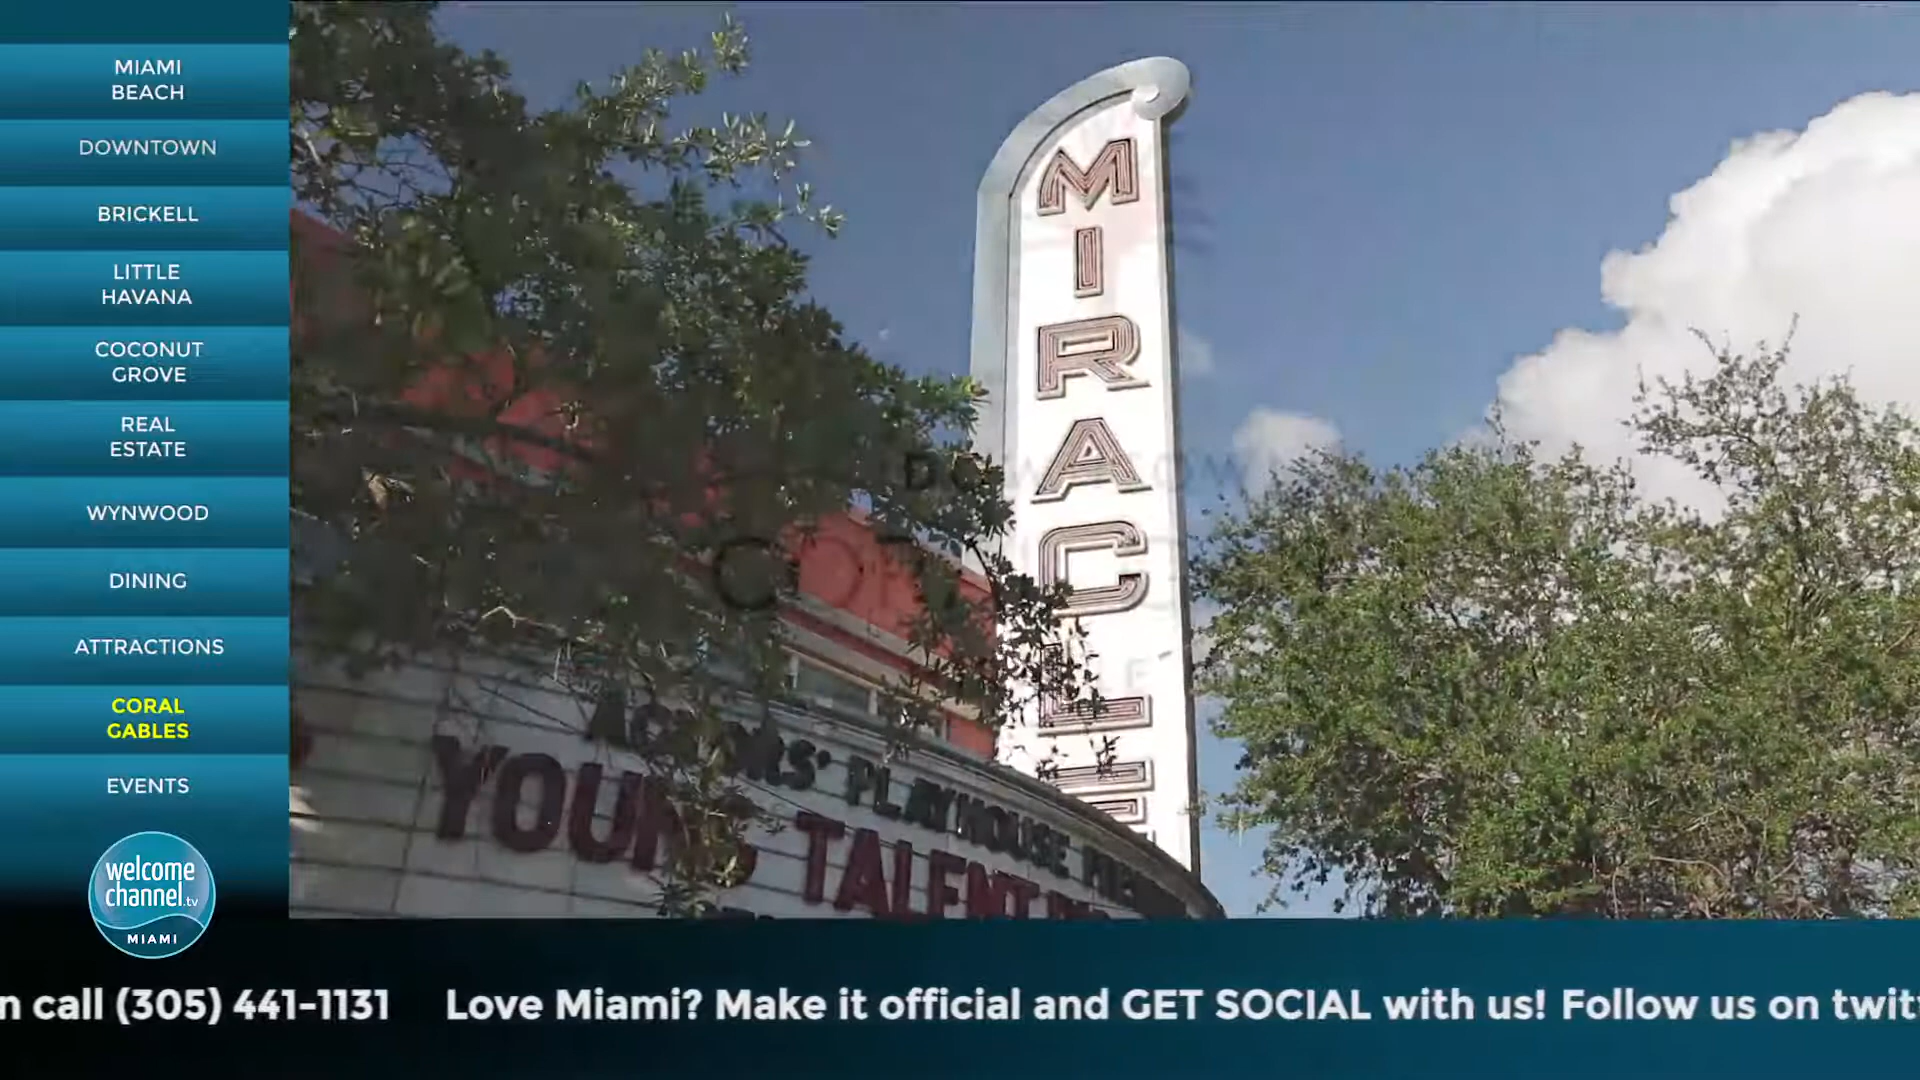 MIAMI
BEACH
DOWNTOWN
BRICKELL
LITTLE
HAVANA
COCONUT
GROVE
REAL
ESTATE
WYNWOOD
DINING
ATTRACTIONS
CORAL
GABLES
EVENTS
welcome
channel.tv
MIAMI
MIRACLE
ACTORS' PLAYHOUSE
YOUNG TALENT
n call (305) 441-1131 Love Miami? Make it official and GET SOCIAL with us! Follow us on twit